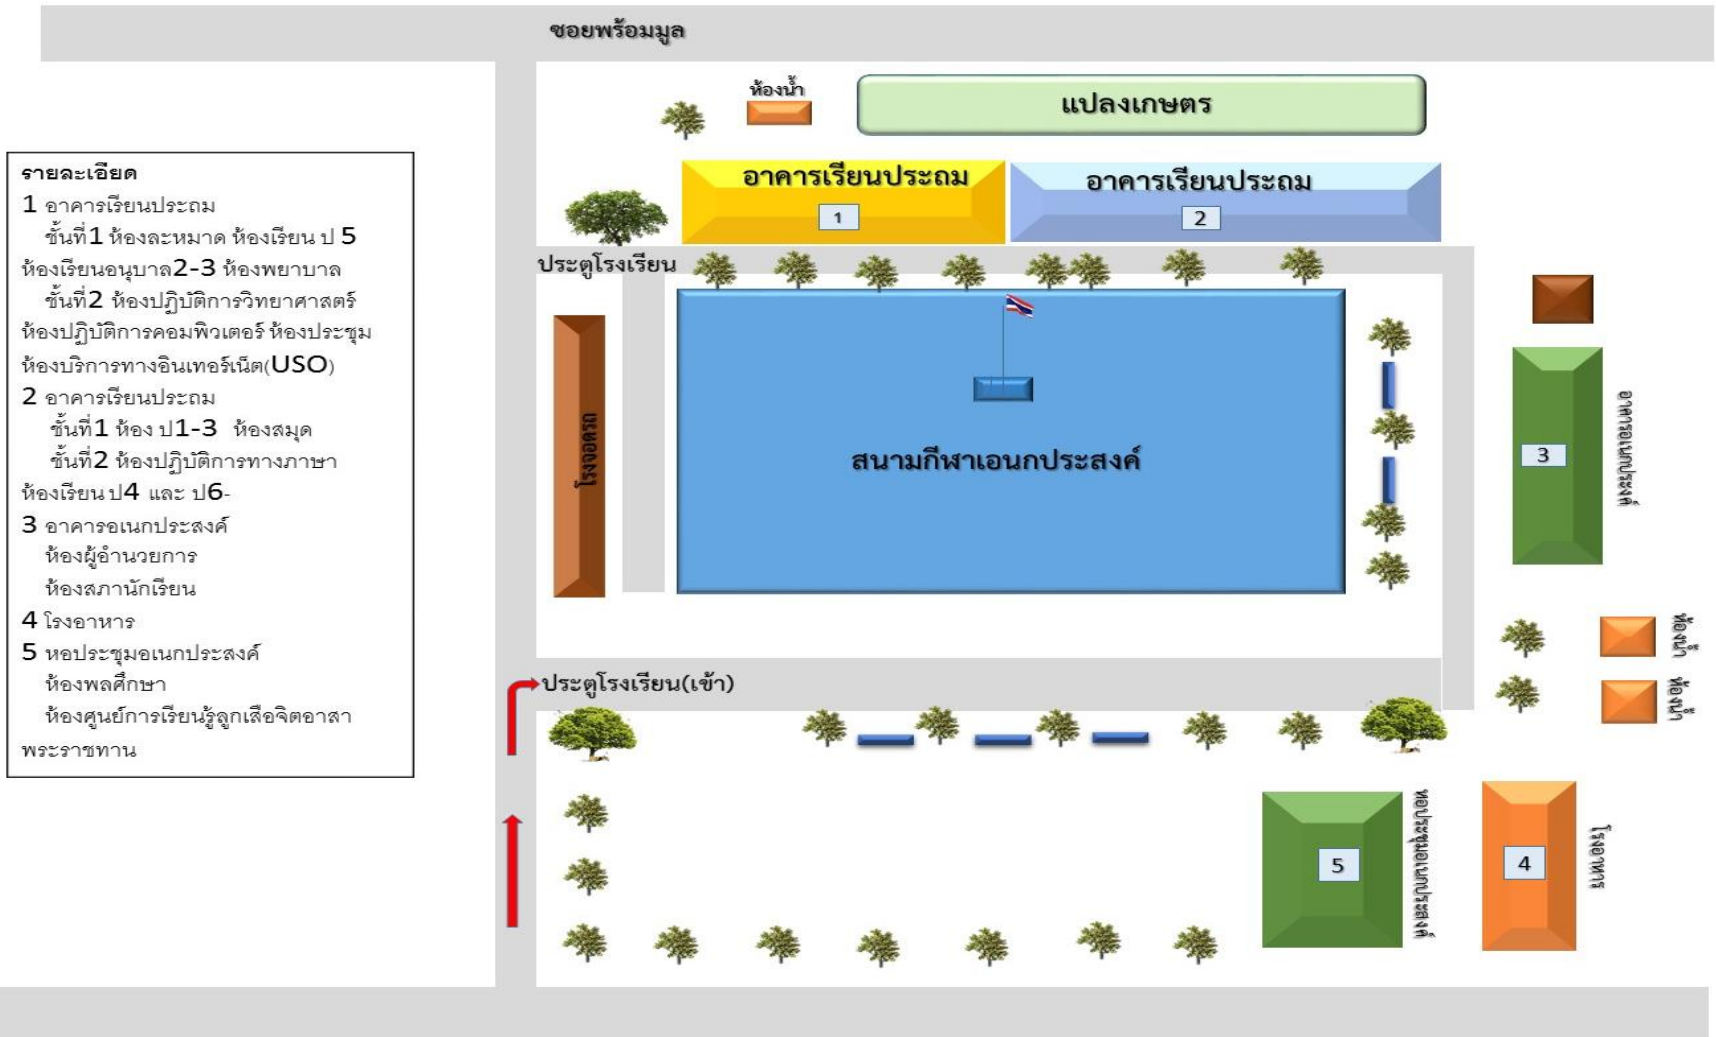 ซอยพร้อมมูล
ห้องน้ำ
แปลงเกษตร
รายละเอียด
1 อาคารเรียนประถม
ชั้นที่1 ห้องละหมาด ห้องเรียน ป 5
ห้องเรียนอนุบาล2-3 ห้องพยาบาล
ชั้นที่2 ห้องปฏิบัติการวิทยาศาสตร์
ห้องปฏิบัติการคอมพิวเตอร์ ห้องประชุม
ห้องบริการทางอินเทอร์เน็ต(USO)
2 อาคารเรียนประถม
ชั้นที่1 ห้อง ป1-3 ห้องสมุด
ชั้นที่2 ห้องปฏิบัติการทางภาษา
ห้องเรียน ป4 และ ป6-
3 อาคารอเนกประสงค์
ห้องผู้อำนวยการ
ห้องสภานักเรียน
4 โรงอาหาร
5 หอประชุมอเนกประสงค์
ห้องพลศึกษา
ห้องศูนย์การเรียนรู้ลูกเสือจิตอาสา
พระราชทาน
อาคารเรียนประถม
1
อาคารเรียนประถม
2
ประตูโรงเรียน
โรงจอดรถ
สนามกีฬาเอนกประสงค์
3
อาคารอเนกประงค์
ห้องน้ำ
ห้องน้ำ
ประตูโรงเรียน(เข้า)
5
หอประชุมอเนกประสงค์
4
โรงอาหาร